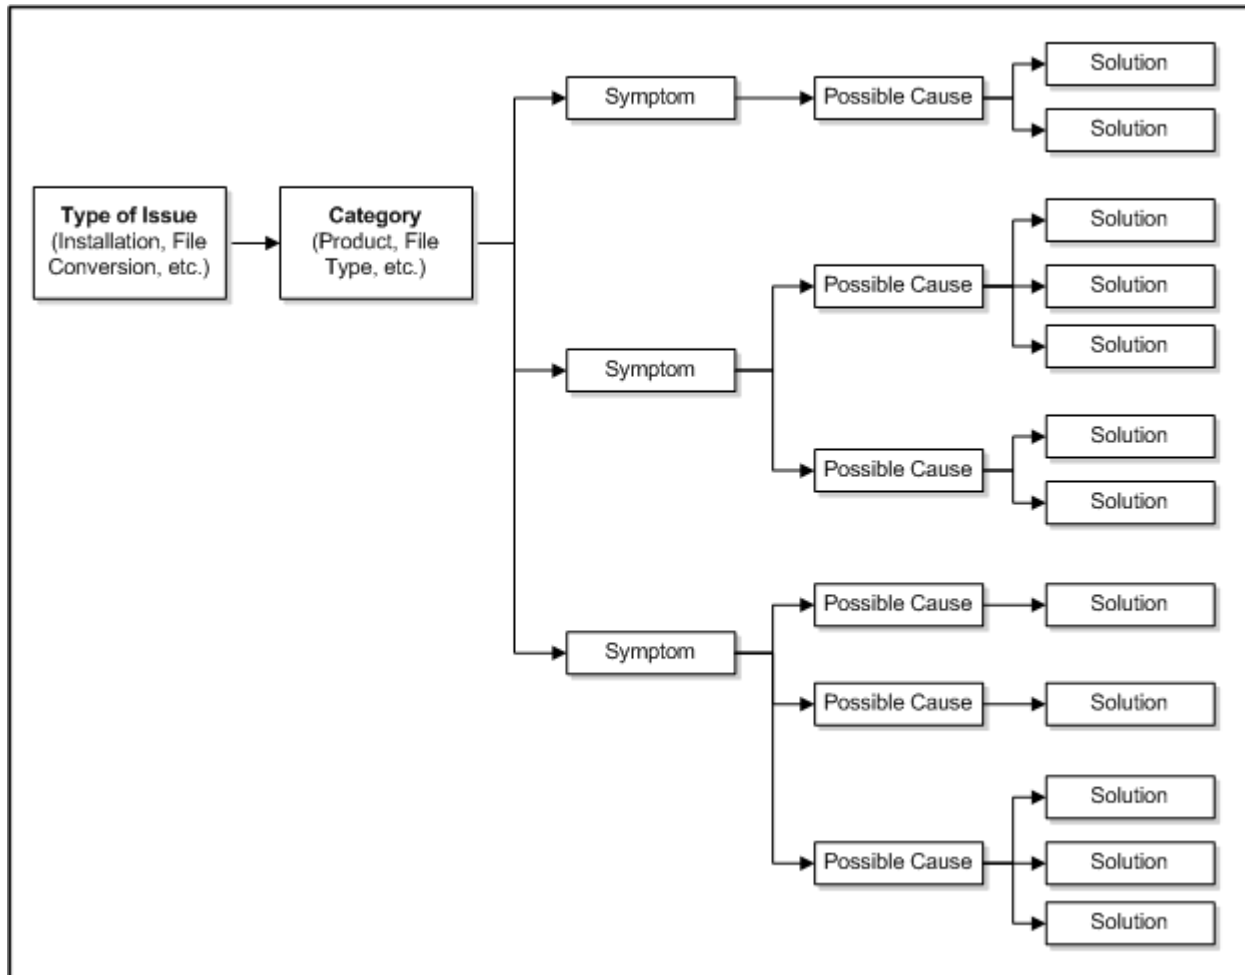 Type of Issue
(Installation, File
Conversion, etc.)
Category
(Product, File
Type, etc.)
Symptom
Possible Cause
Solution
Solution
Symptom
Possible Cause
Solution
Solution
Solution
Possible Cause
Solution
Solution
Symptom
Possible Cause
Solution
Possible Cause
Solution
Possible Cause
Solution
Solution
Solution